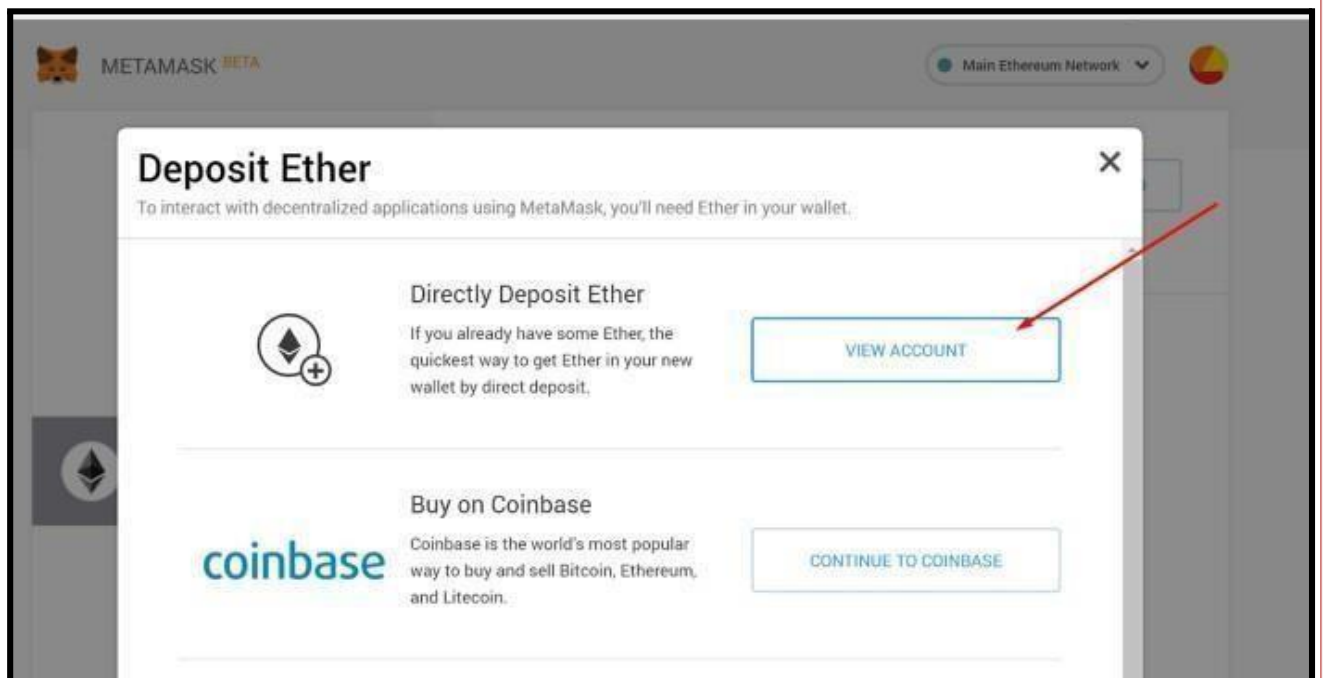 METAMASK BETA
Main Ethereum Network
Deposit Ether
To interact with decentralized applications using MetaMask, you'll need Ether in your wallet.
Directly Deposit Ether
If you already have some Ether, the
quickest way to get Ether in your new
wallet by direct deposit.
VIEW ACCOUNT
coinbase
Buy on Coinbase
Coinbase is the world's most popular
way to buy and sell Bitcoin, Ethereum,
and Litecoin.
CONTINUE TO COINBASE